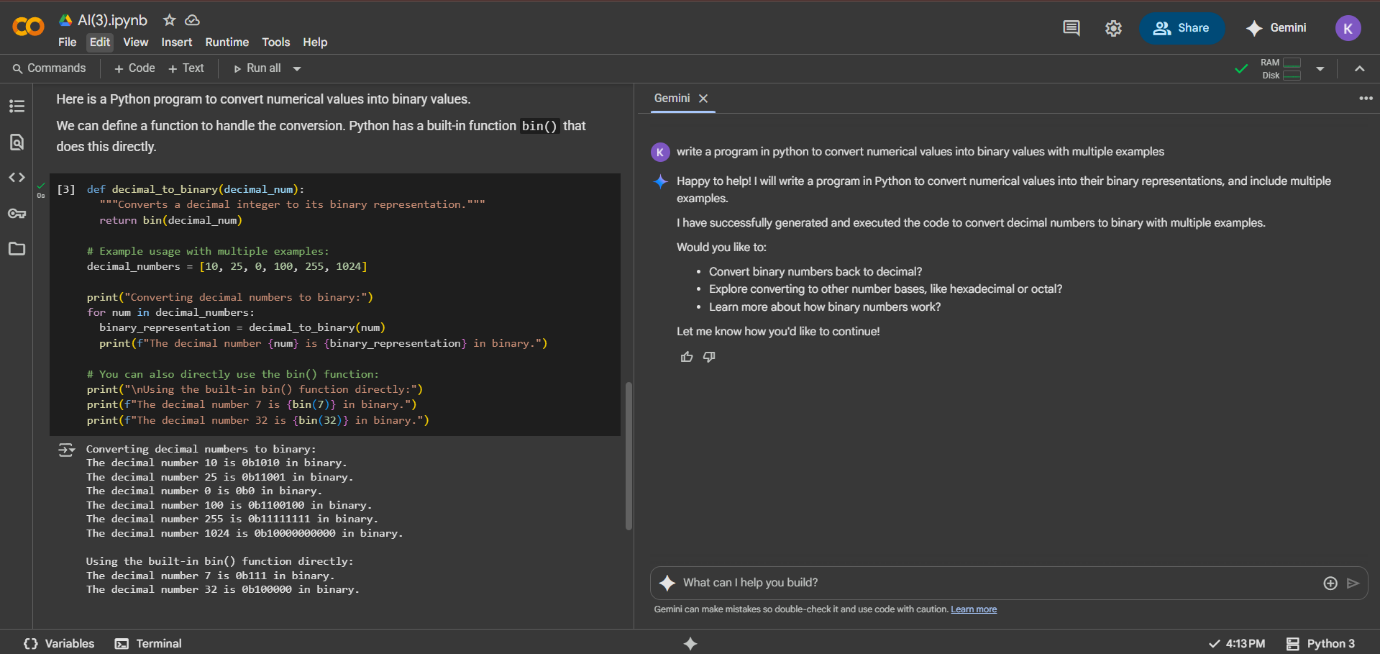 AI(3).ipynb
File Edit View Insert Runtime Tools Help
Share
Gemini
K
Commands + Code + Text Run all
RAM
Disk
Here is a Python program to convert numerical values into binary values.
We can define a function to handle the conversion. Python has a built-in function bin() that
does this directly.
[3] def decimal_to_binary(decimal_num):
"""Converts a decimal integer to its binary representation."""
return bin(decimal_num)
# Example usage with multiple examples:
decimal_numbers = [10, 25, 0, 100, 255, 1024]
print("Converting decimal numbers to binary:")
for num in decimal_numbers:
binary_representation = decimal_to_binary(num)
print(f"The decimal number {num} is {binary_representation} in binary.")
# You can also directly use the bin() function:
print("\nUsing the built-in bin() function directly:")
print(f"The decimal number 7 is {bin(7)} in binary.")
print(f"The decimal number 32 is {bin(32)} in binary.")
0s
Converting decimal numbers to binary:
The decimal number 10 is 0b1010 in binary.
The decimal number 25 is 0b11001 in binary.
The decimal number 0 is 0b0 in binary.
The decimal number 100 is 0b1100100 in binary.
The decimal number 255 is 0b11111111 in binary.
The decimal number 1024 is 0b10000000000 in binary.
Using the built-in bin() function directly:
The decimal number 7 is 0b111 in binary.
The decimal number 32 is 0b100000 in binary.
Gemini
K write a program in python to convert numerical values into binary values with multiple examples
Happy to help! I will write a program in Python to convert numerical values into their binary representations, and include multiple
examples.
I have successfully generated and executed the code to convert decimal numbers to binary with multiple examples.
Would you like to:
• Convert binary numbers back to decimal?
• Explore converting to other number bases, like hexadecimal or octal?
• Learn more about how binary numbers work?
Let me know how you'd like to continue!
What can I help you build?
Gemini can make mistakes so double-check it and use code with caution. Learn more
Variables Terminal
4:13 PM Python 3